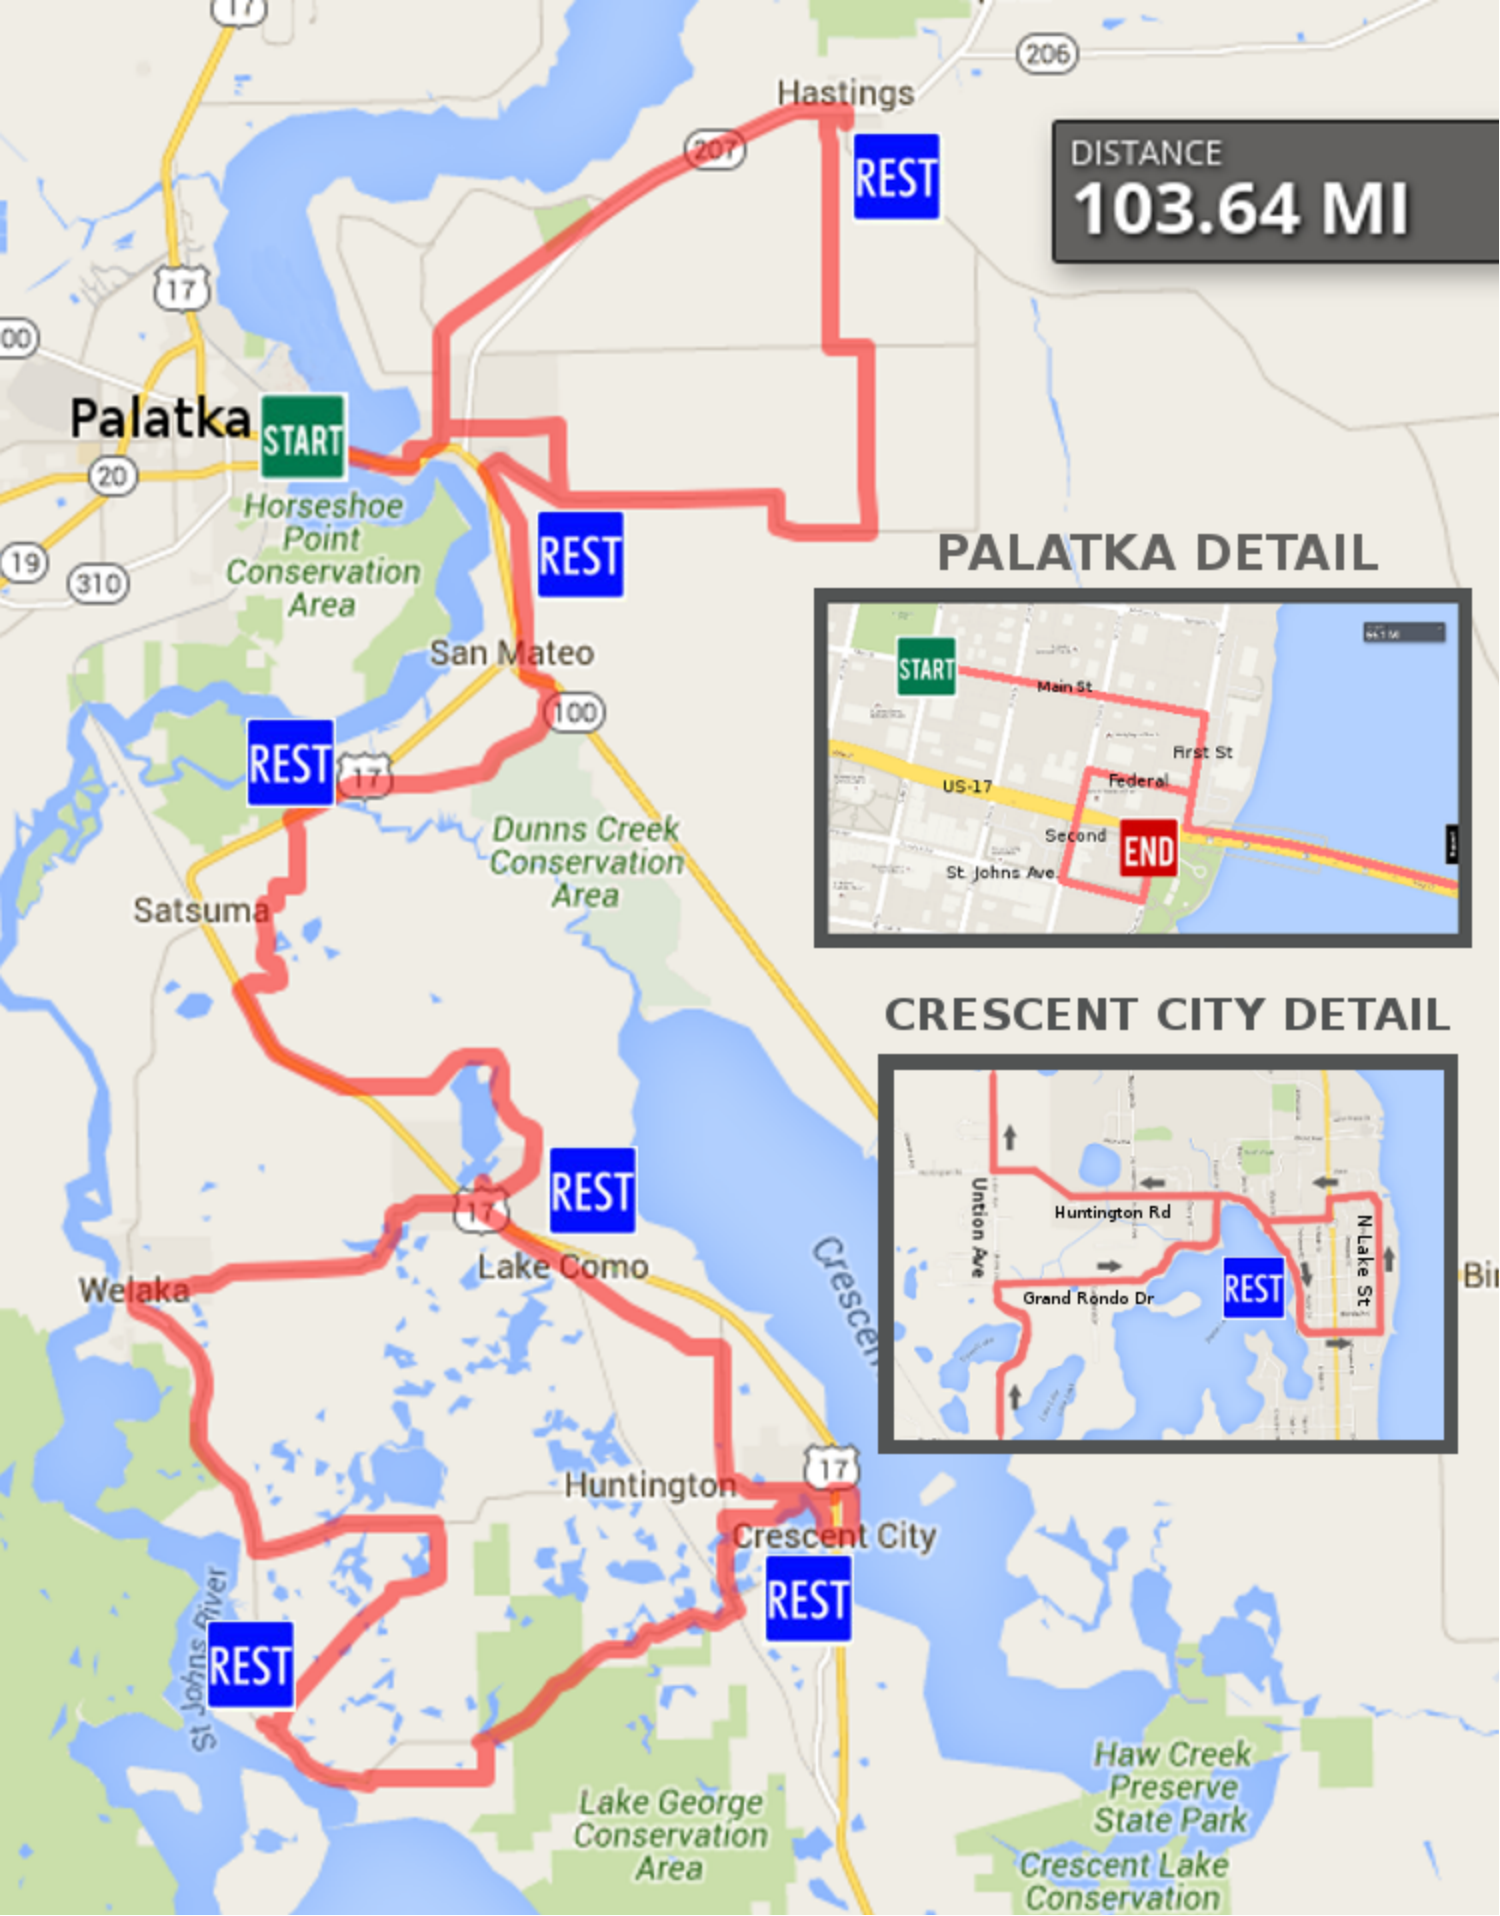 17
206
Hastings
207
REST
DISTANCE
103.64 MI
17
00
Palatka
START
20
Horseshoe
Point
Conservation
Area
19
310
REST
PALATKA DETAIL
START
Main St
First St
Federal
US-17
Second
END
St. Johns Ave.
San Mateo
100
REST
17
Dunns Creek
Conservation
Area
Satsuma
CRESCENT CITY DETAIL
Untion Ave
Huntington Rd
N Lake St
REST
Grand Rondo Dr
REST
17
Lake Como
Welaka
Crescen
Bir
17
Huntington
Crescent City
REST
St Johns River
REST
Haw Creek
Preserve
State Park
Lake George
Conservation
Area
Crescent Lake
Conservation